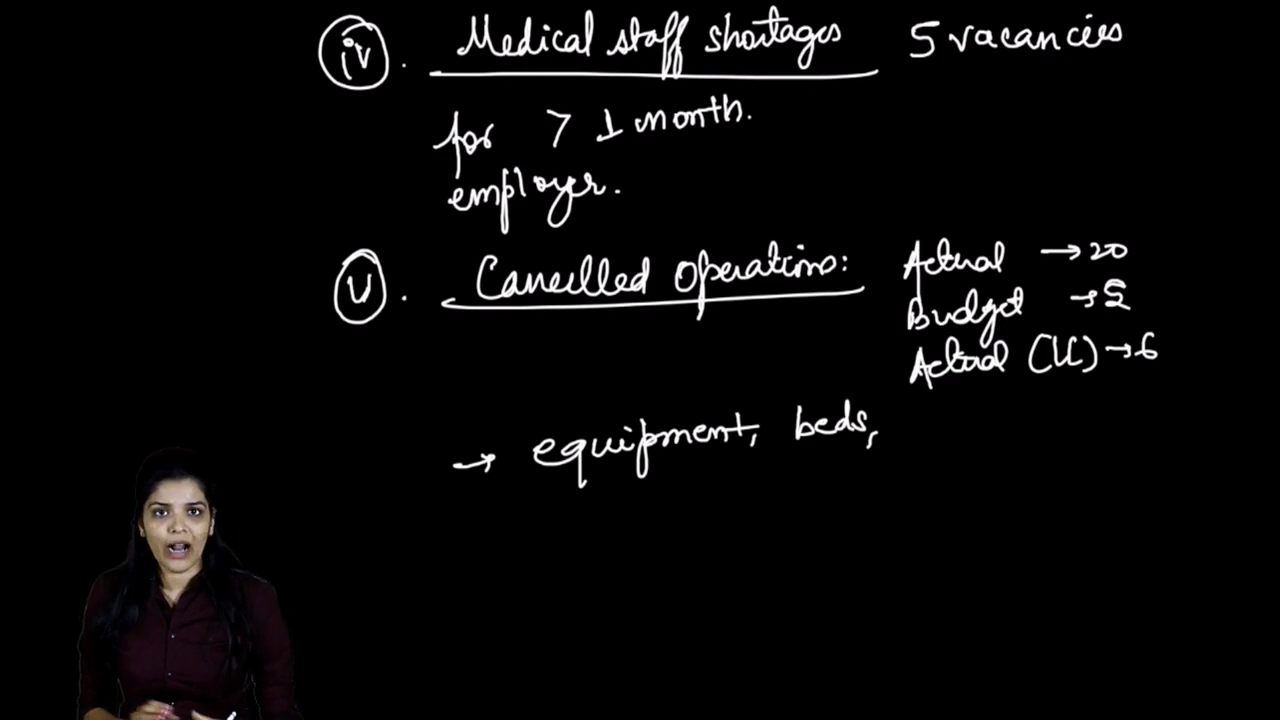 iv. Medical staff shortages 5 vacancies
for > 1 month.
employer.
v. Cancelled operations: Actual → 20
Budget → 5
Actual (U) → 6
→ equipment, beds,